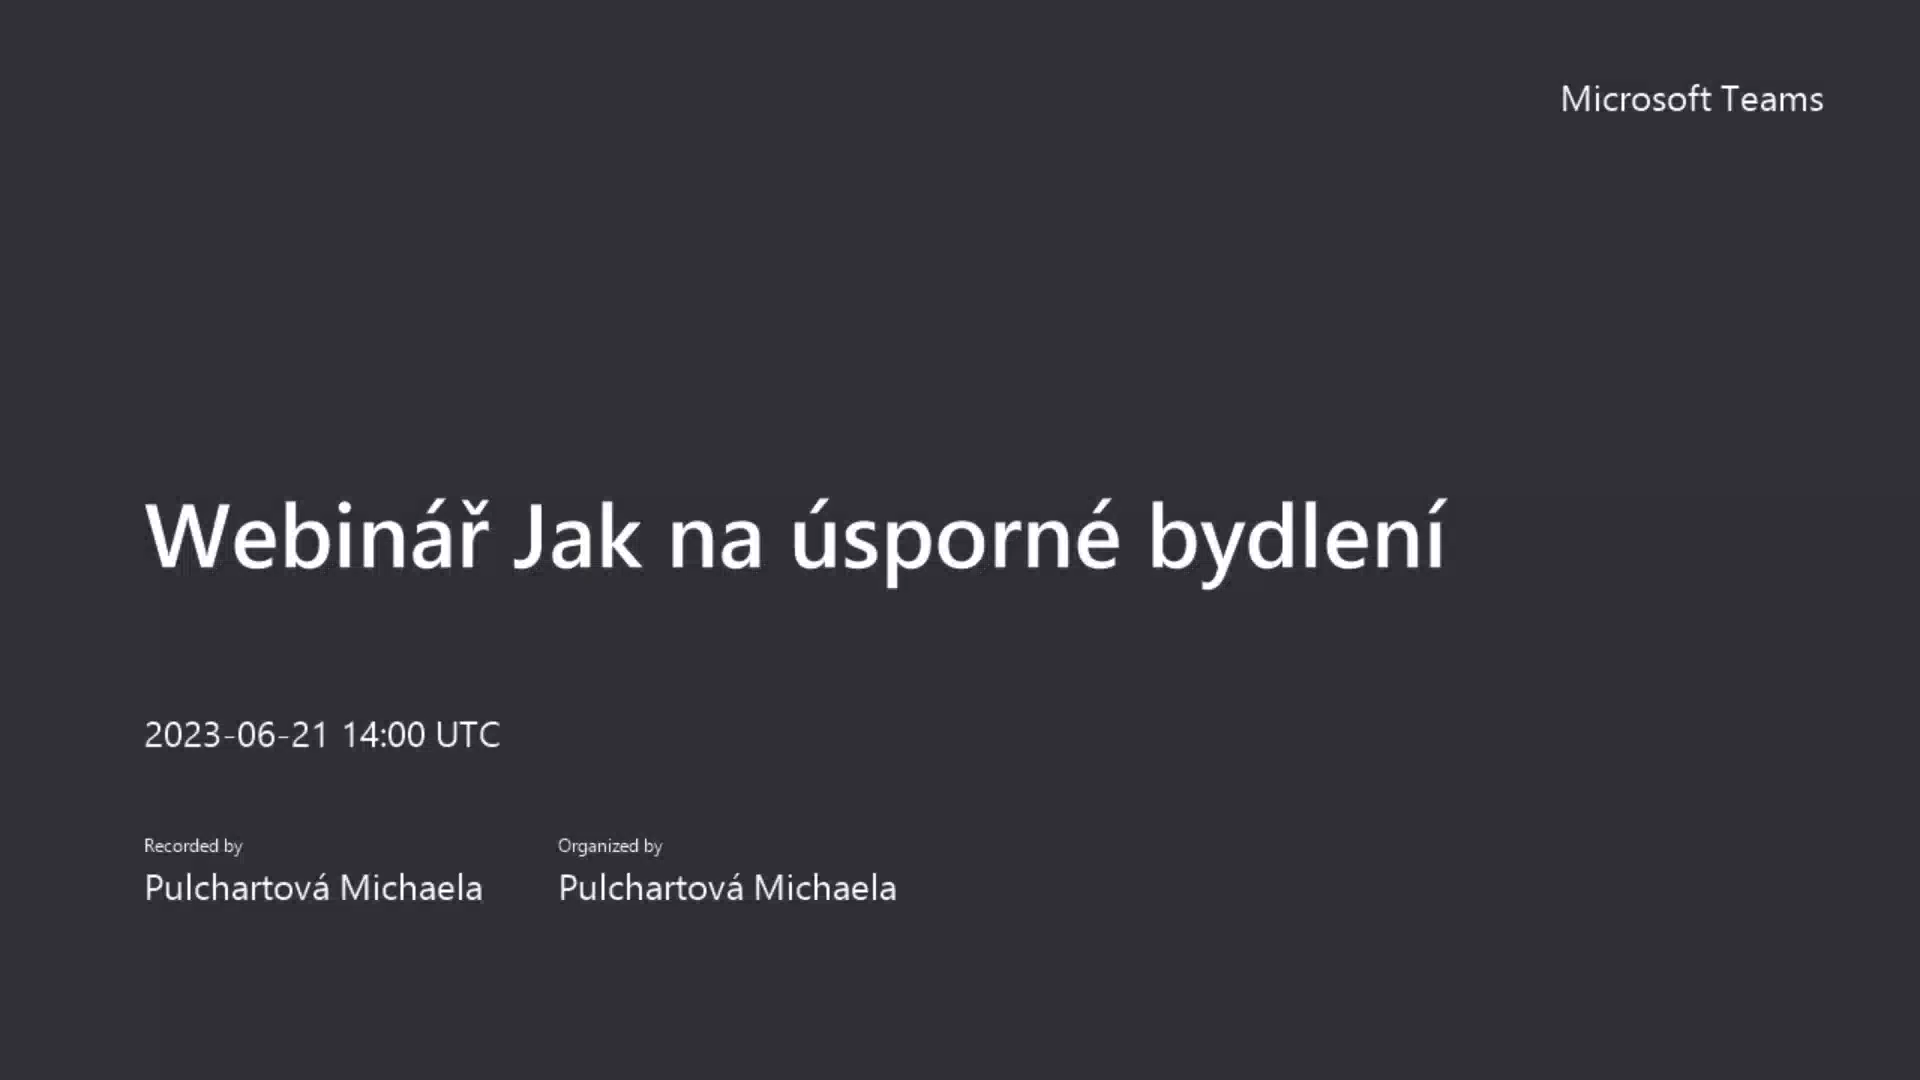 Microsoft Teams
Webinář Jak na úsporné bydlení
2023-06-21 14:00 UTC
Recorded by
Pulchartová Michaela
Organized by
Pulchartová Michaela